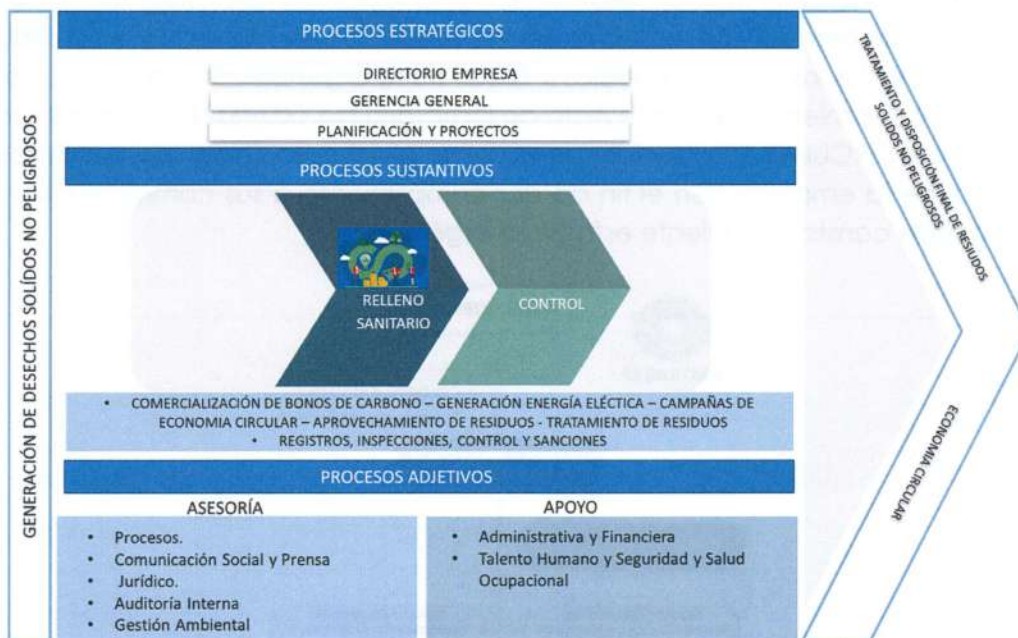 GENERACIÓN DE DESECHOS SOLÍDOS NO PELIGROSOS
PROCESOS ESTRATÉGICOS
DIRECTORIO EMPRESA
GERENCIA GENERAL
PLANIFICACIÓN Y PROYECTOS
PROCESOS SUSTANTIVOS
RELLENO
SANITARIO
CONTROL
• COMERCIALIZACIÓN DE BONOS DE CARBONO – GENERACIÓN ENERGÍA ELÉCTRICA – CAMPAÑAS DE
ECONOMIA CIRCULAR – APROVECHAMIENTO DE RESIDUOS - TRATAMIENTO DE RESIDUOS
• REGISTROS, INSPECCIONES, CONTROL Y SANCIONES
PROCESOS ADJETIVOS
ASESORÍA
• Procesos.
• Comunicación Social y Prensa
• Jurídico.
• Auditoría Interna
• Gestión Ambiental
APOYO
• Administrativa y Financiera
• Talento Humano y Seguridad y Salud
Ocupacional
TRATAMIENTO Y DISPOSICIÓN FINAL DE RESIUDOS
SOLIDOS NO PELIGROSOS
ECONOMIA CIRCULAR